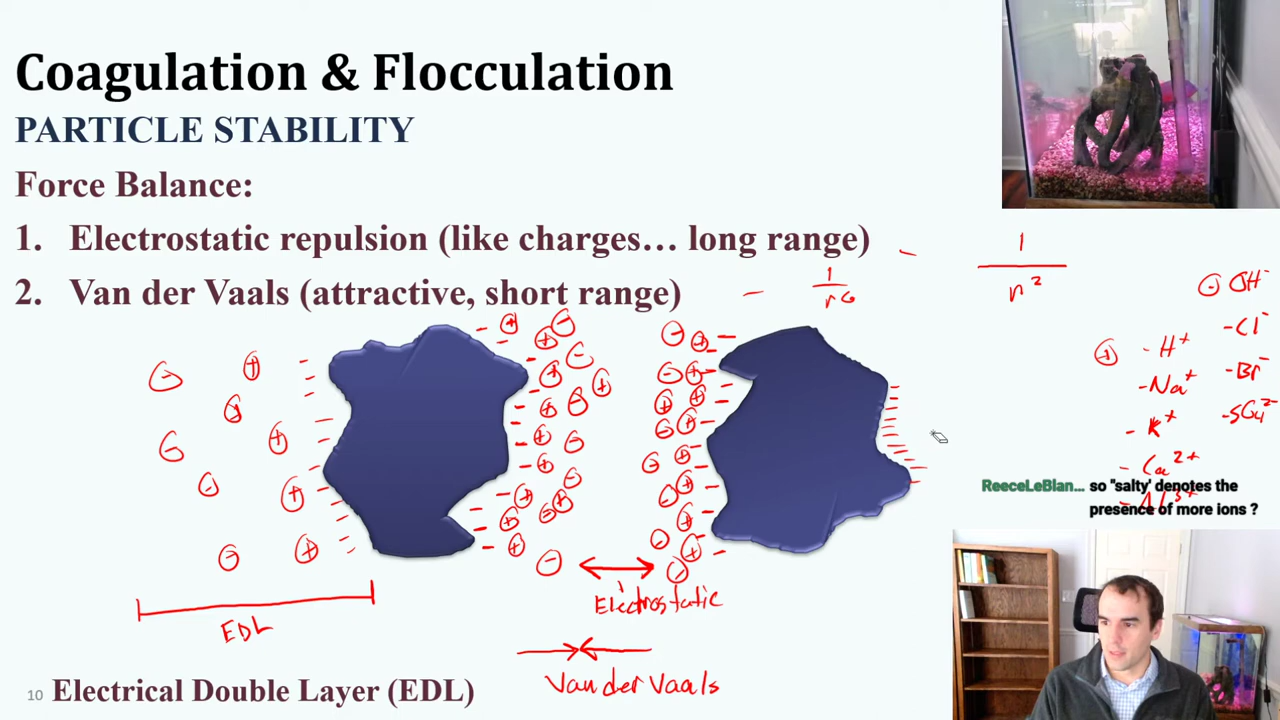 Coagulation & Flocculation
PARTICLE STABILITY
Force Balance:
1. Electrostatic repulsion (like charges… long range)
- 1
r²
2. Van der Vaals (attractive, short range)
- 1
r6
⊖ OH⁻
-Cl⁻
-Br⁻
-SO4²⁻
⊕ -H⁺
-Na⁺
-K⁺
-Ca²⁺
-Al³⁺
ReeceLeBlan… so "salty' denotes the
presence of more ions ?
Electrostatic
EDL
Van der Vaals
10 Electrical Double Layer (EDL)